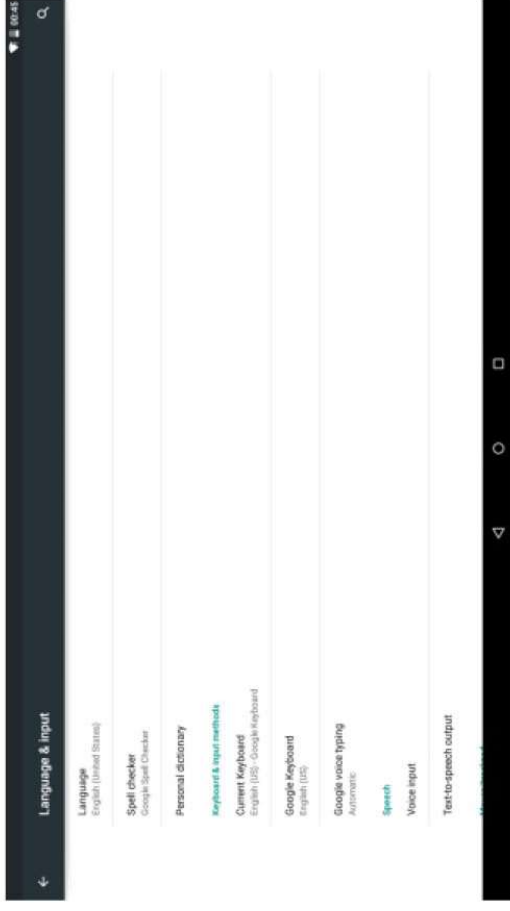 00:45
Language & input
Language
English (United States)
Spell checker
Google Spell Checker
Personal dictionary
Keyboard & input methods
Current Keyboard
English (US) - Google Keyboard
Google Keyboard
English (US)
Google voice typing
Automatic
Speech
Voice input
Text-to-speech output